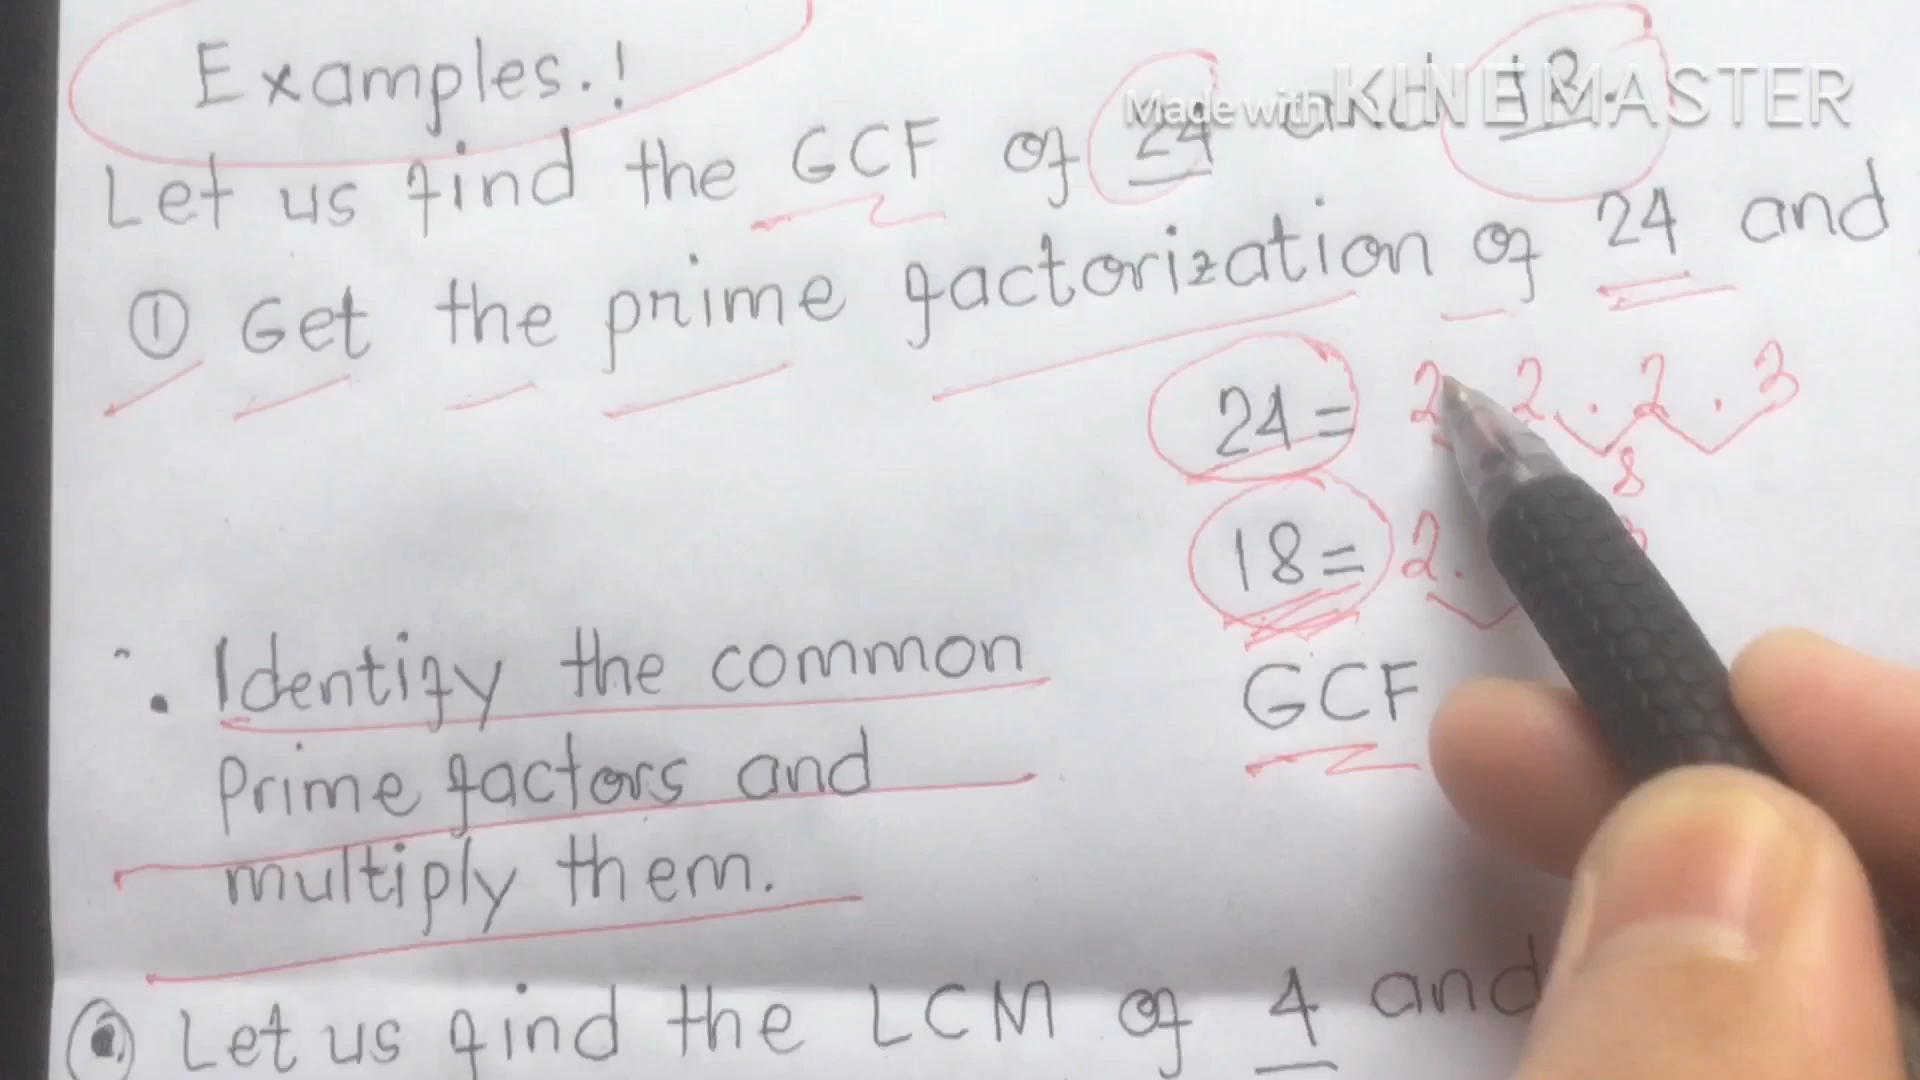 Examples.!
Made with KINEMASTER
Let us find the GCF of 24 and 18.
① Get the prime factorization of 24 and
24 = 2 2 . 2 . 3
8
18 = 2.
. Identify the common
GCF
Prime factors and
multiply them.
Let us find the LCM of 4 and